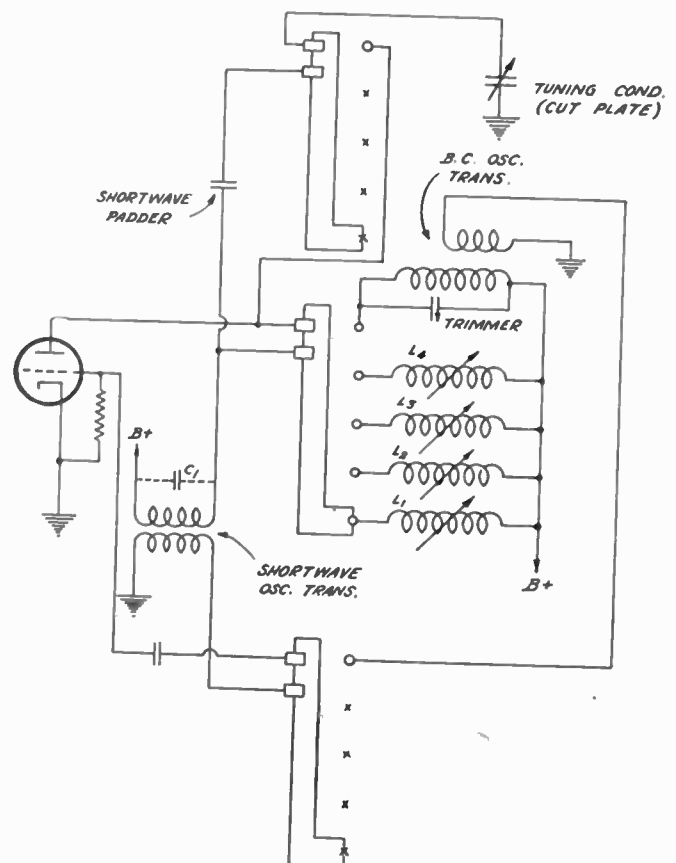 TUNING COND.
(CUT PLATE)
B.C. OSC.
TRANS.
SHORTWAVE
PADDER
TRIMMER
L4
L3
B+
C1
L2
L1
SHORTWAVE
OSC. TRANS.
B+